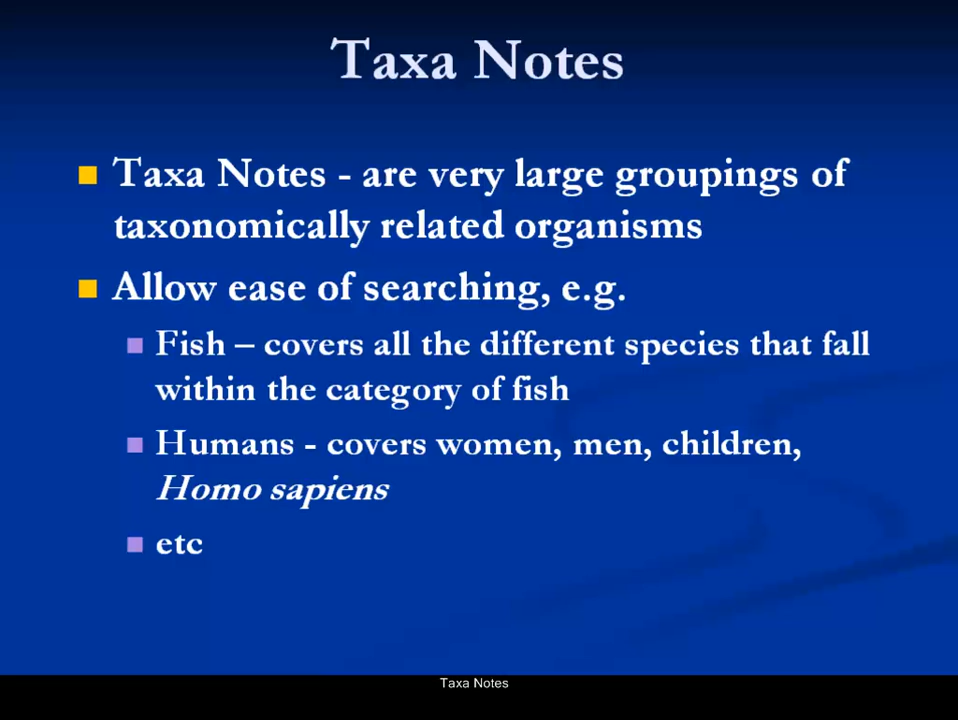 Taxa Notes
Taxa Notes - are very large groupings of
taxonomically related organisms
Allow ease of searching, e.g.
Fish – covers all the different species that fall
within the category of fish
Humans - covers women, men, children,
Homo sapiens
etc
Taxa Notes